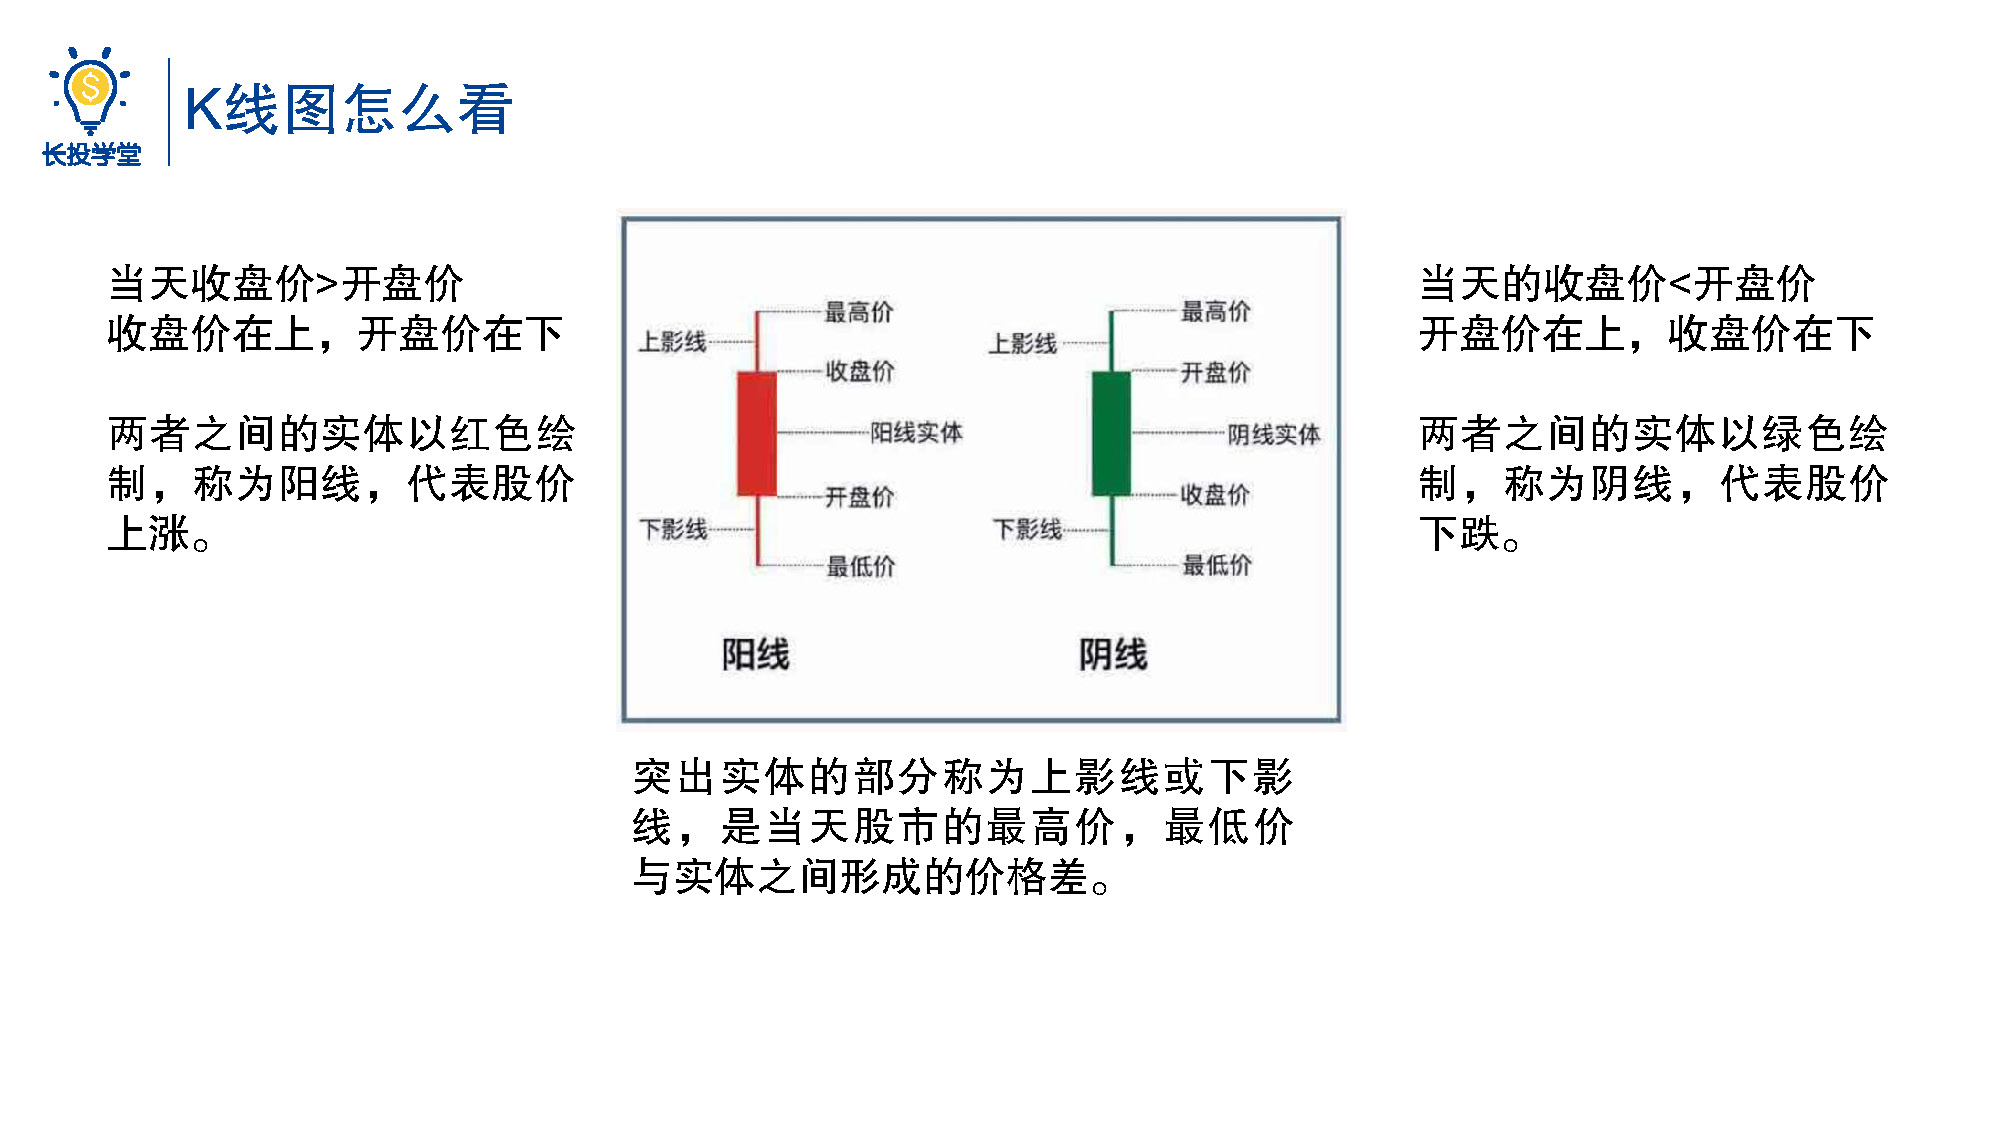 长投学堂
K线图怎么看
当天收盘价>开盘价
收盘价在上，开盘价在下
两者之间的实体以红色绘
制，称为阳线，代表股价
上涨。
最高价
上影线
收盘价
阳线实体
开盘价
下影线
最低价
阳线
最高价
上影线
开盘价
阴线实体
收盘价
下影线
最低价
阴线
当天的收盘价<开盘价
开盘价在上，收盘价在下
两者之间的实体以绿色绘
制，称为阴线，代表股价
下跌。
突出实体的部分称为上影线或下影
线，是当天股市的最高价，最低价
与实体之间形成的价格差。